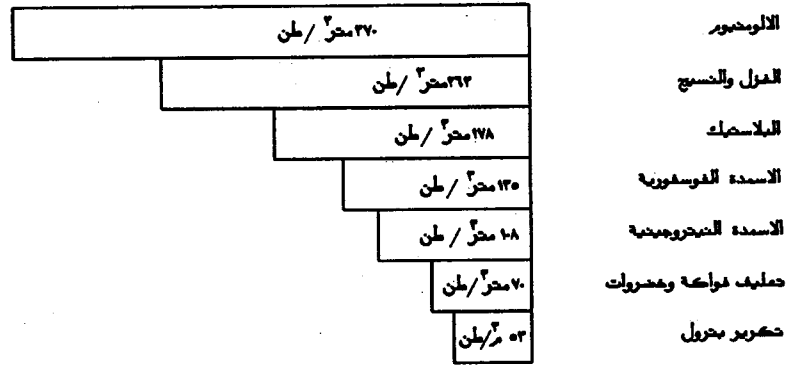 الالومنيوم ٣٧٠ متر٣ /طن
الغزل والنسيج ٢٦٣ متر٣ /طن
البلاستيك ١٧٨ متر٣ /طن
الاسمدة الفوسفورية ١٣٥ متر٣ /طن
الاسمدة النيتروجينية ١٠٨ متر٣ / طن
تعليف فواكة وخضروات ٧٠ متر٣ /طن
تكرير بترول ٥٣ م٣/طن